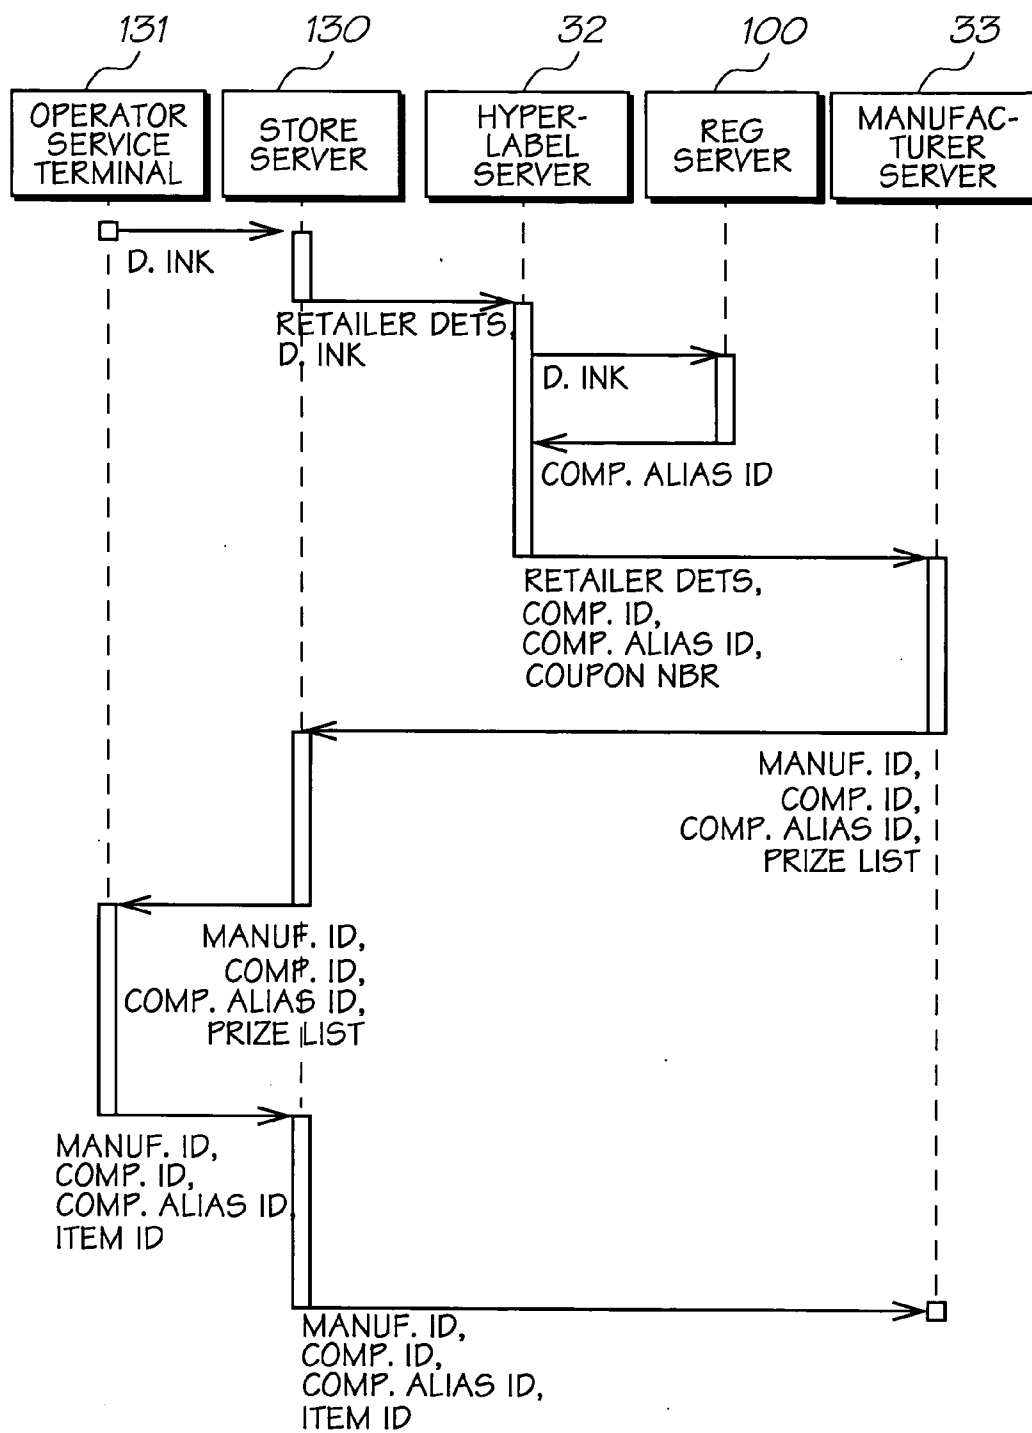 131
130
32
100
33
OPERATOR
SERVICE
TERMINAL
STORE
SERVER
HYPER-
LABEL
SERVER
REG
SERVER
MANUFAC-
TURER
SERVER
D. INK
RETAILER DETS,
D. INK
D. INK
COMP. ALIAS ID
RETAILER DETS,
COMP. ID,
COMP. ALIAS ID,
COUPON NBR
MANUF. ID,
COMP. ID,
COMP. ALIAS ID,
PRIZE LIST
MANUF. ID,
COMP. ID,
COMP. ALIAS ID,
PRIZE LIST
MANUF. ID,
COMP. ID,
COMP. ALIAS ID
ITEM ID
MANUF. ID,
COMP. ID,
COMP. ALIAS ID,
ITEM ID